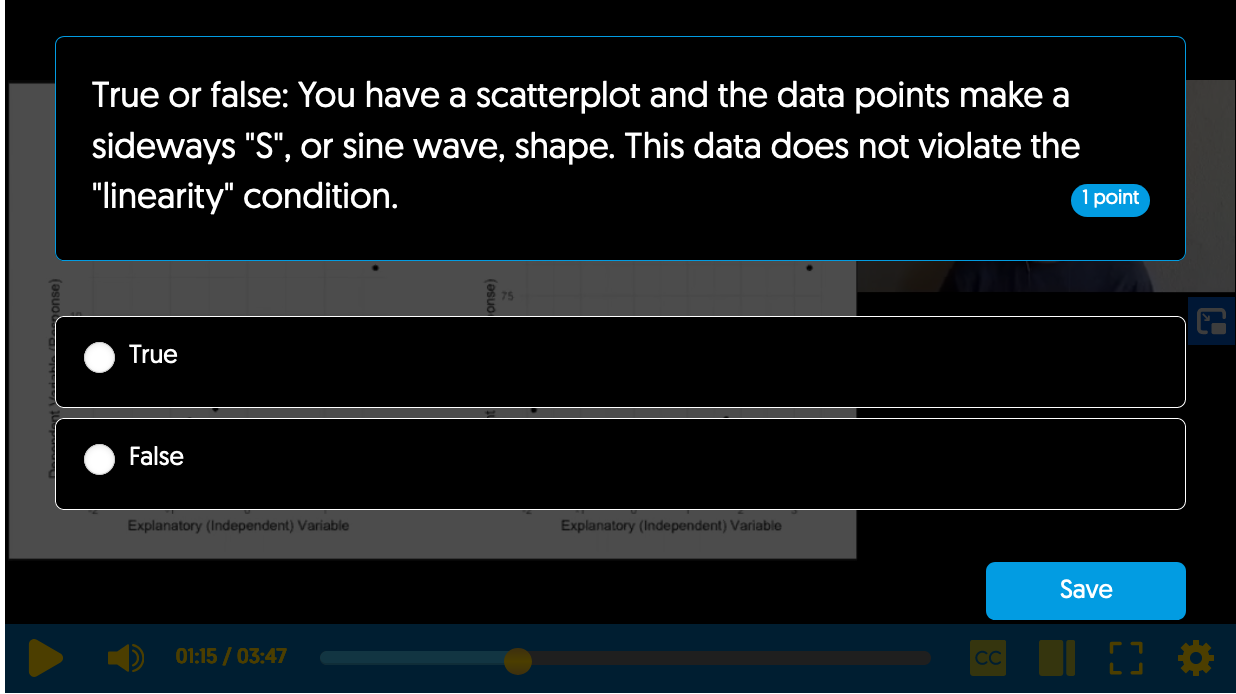 True or false: You have a scatterplot and the data points make a
sideways "S", or sine wave, shape. This data does not violate the
"linearity" condition.
1 point
75
True
False
Explanatory (Independent) Variable
Explanatory (Independent) Variable
Save
01:15 / 03:47
CC